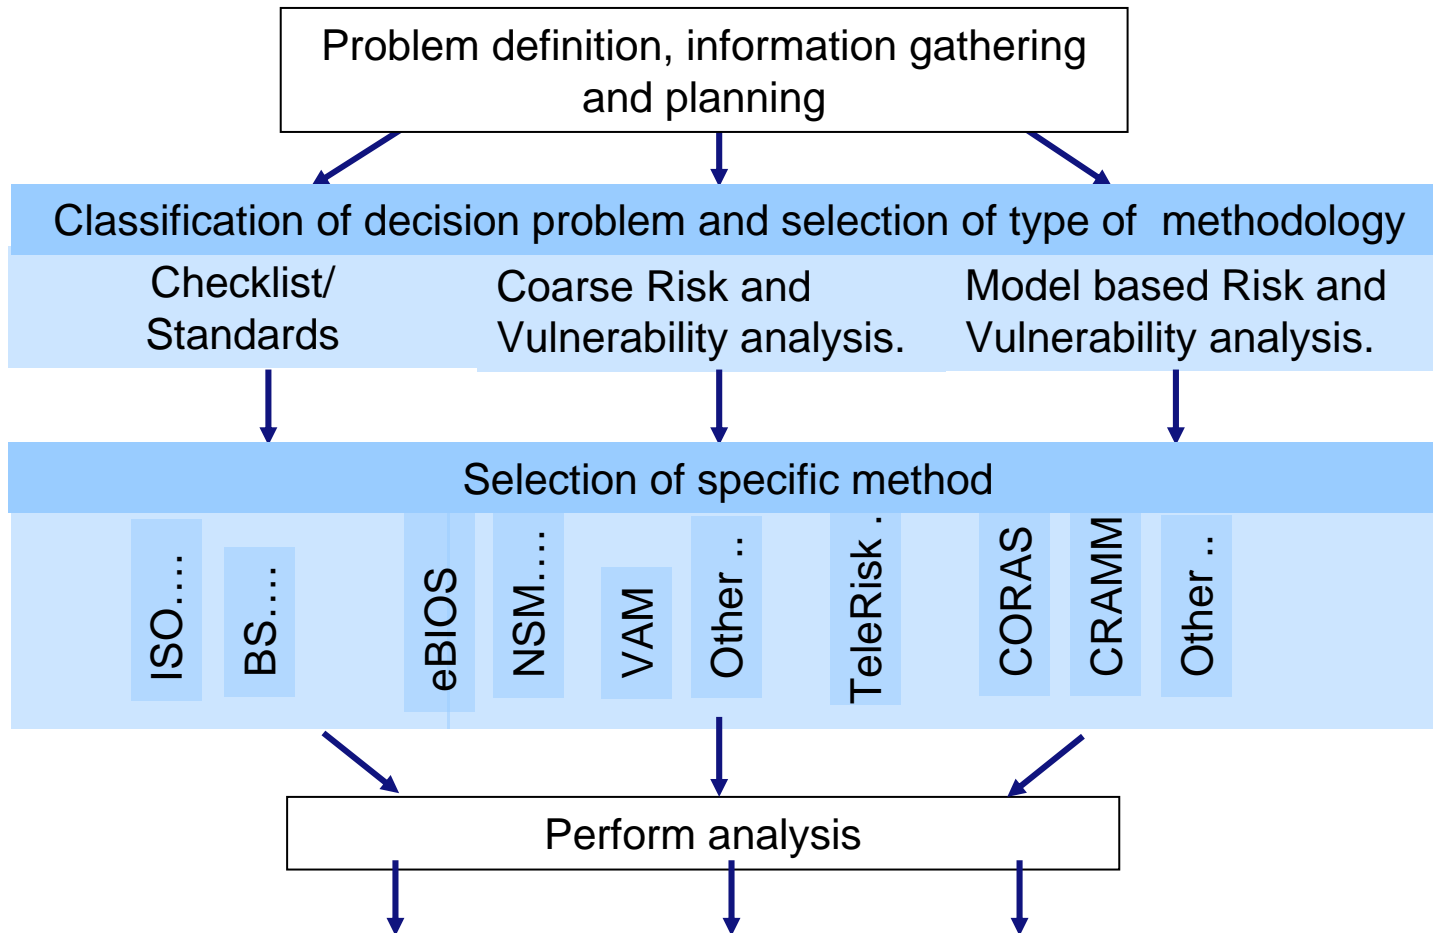 Problem definition, information gathering
and planning
Classification of decision problem and selection of type of  methodology
Checklist/
Standards
Coarse Risk and
Vulnerability analysis.
Model based Risk and
Vulnerability analysis.
Selection of specific method
ISO.....
BS....
eBIOS
NSM....
VAM
Other ..
TeleRisk .
CORAS
CRAMM
Other ..
Perform analysis